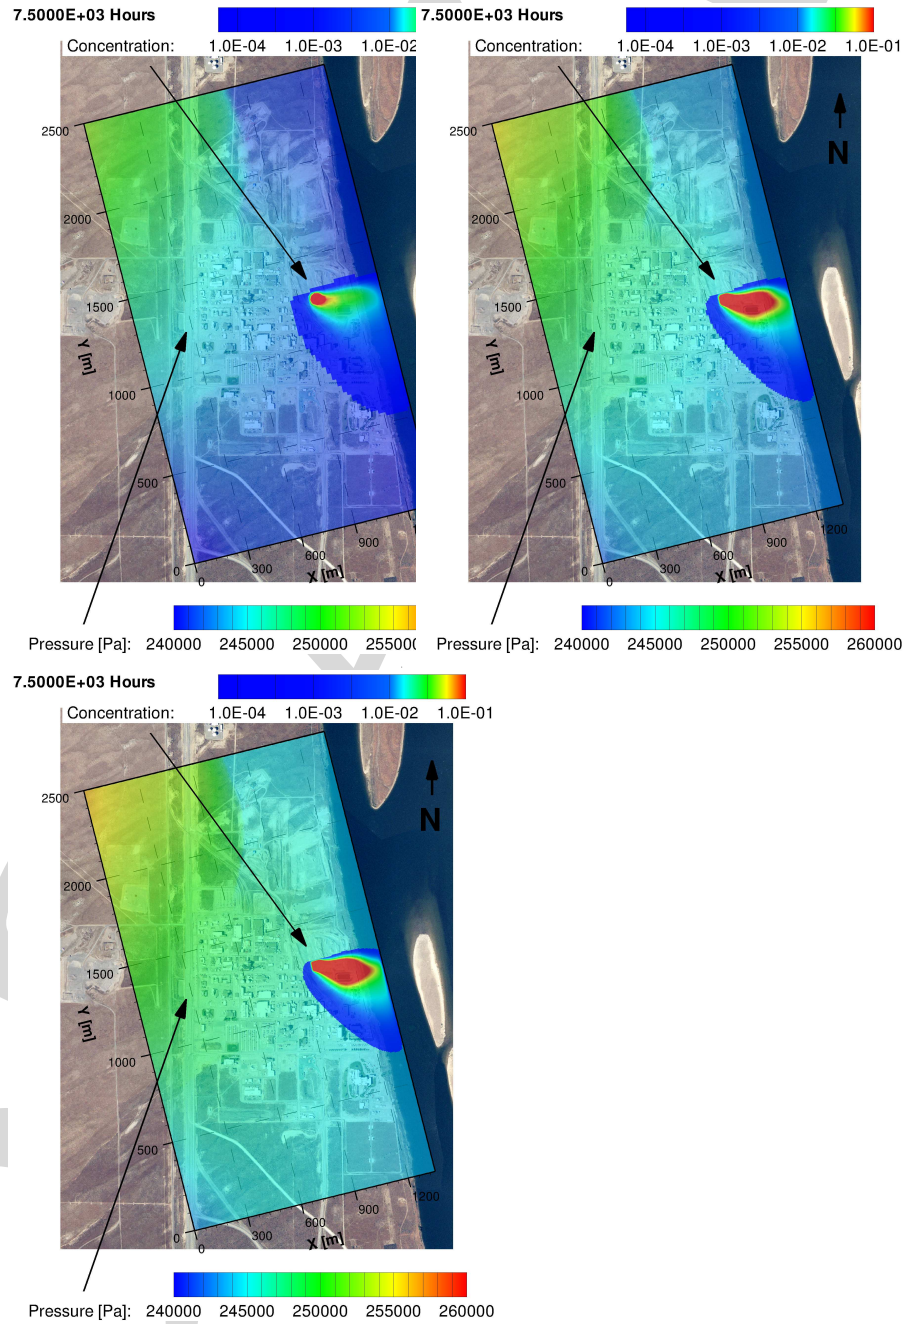 7.5000E+03 Hours
Concentration: 1.0E-04 1.0E-03 1.0E-02
2500
2000
1500
1000
500
0
Y [m]
0 300 600 900 1
X [m]
Pressure [Pa]: 240000 245000 250000 25500
7.5000E+03 Hours
Concentration: 1.0E-04 1.0E-03 1.0E-02 1.0E-01
N
2500
2000
1500
1000
500
0
Y [m]
0 300 600 900 1200
X [m]
Pressure [Pa]: 240000 245000 250000 255000 260000
7.5000E+03 Hours
Concentration: 1.0E-04 1.0E-03 1.0E-02 1.0E-01
N
2500
2000
1500
1000
500
0
Y [m]
0 300 600 900 1200
X [m]
Pressure [Pa]: 240000 245000 250000 255000 260000